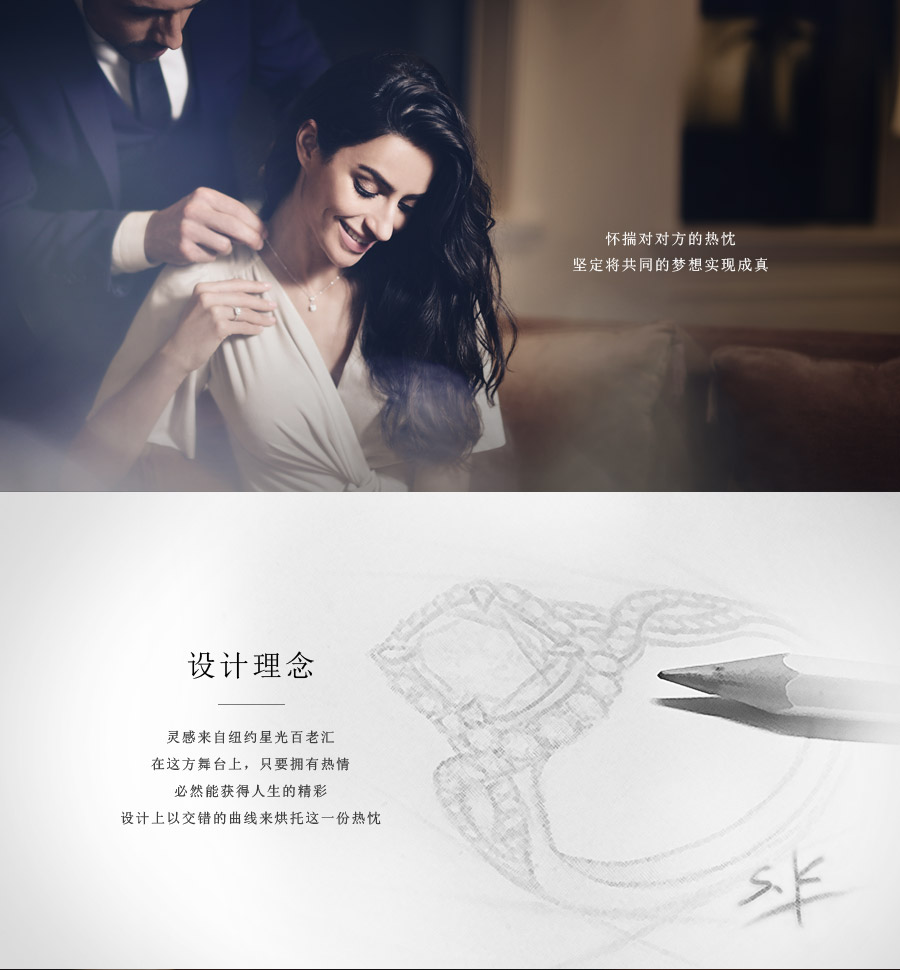 怀揣对对方的热忱
坚定将共同的梦想实现成真
设计理念
灵感来自纽约星光百老汇
在这方舞台上，只要拥有热情
必然能获得人生的精彩
设计上以交错的曲线来烘托这一份热忱